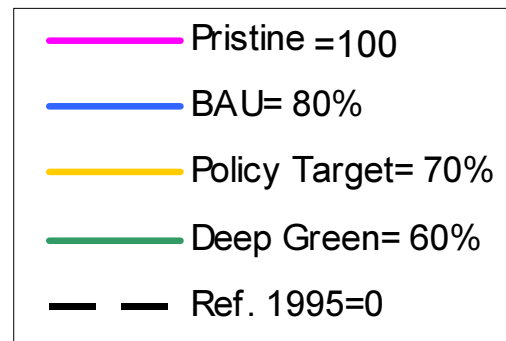 Pristine =100
BAU= 80%
Policy Target= 70%
Deep Green= 60%
Ref. 1995=0